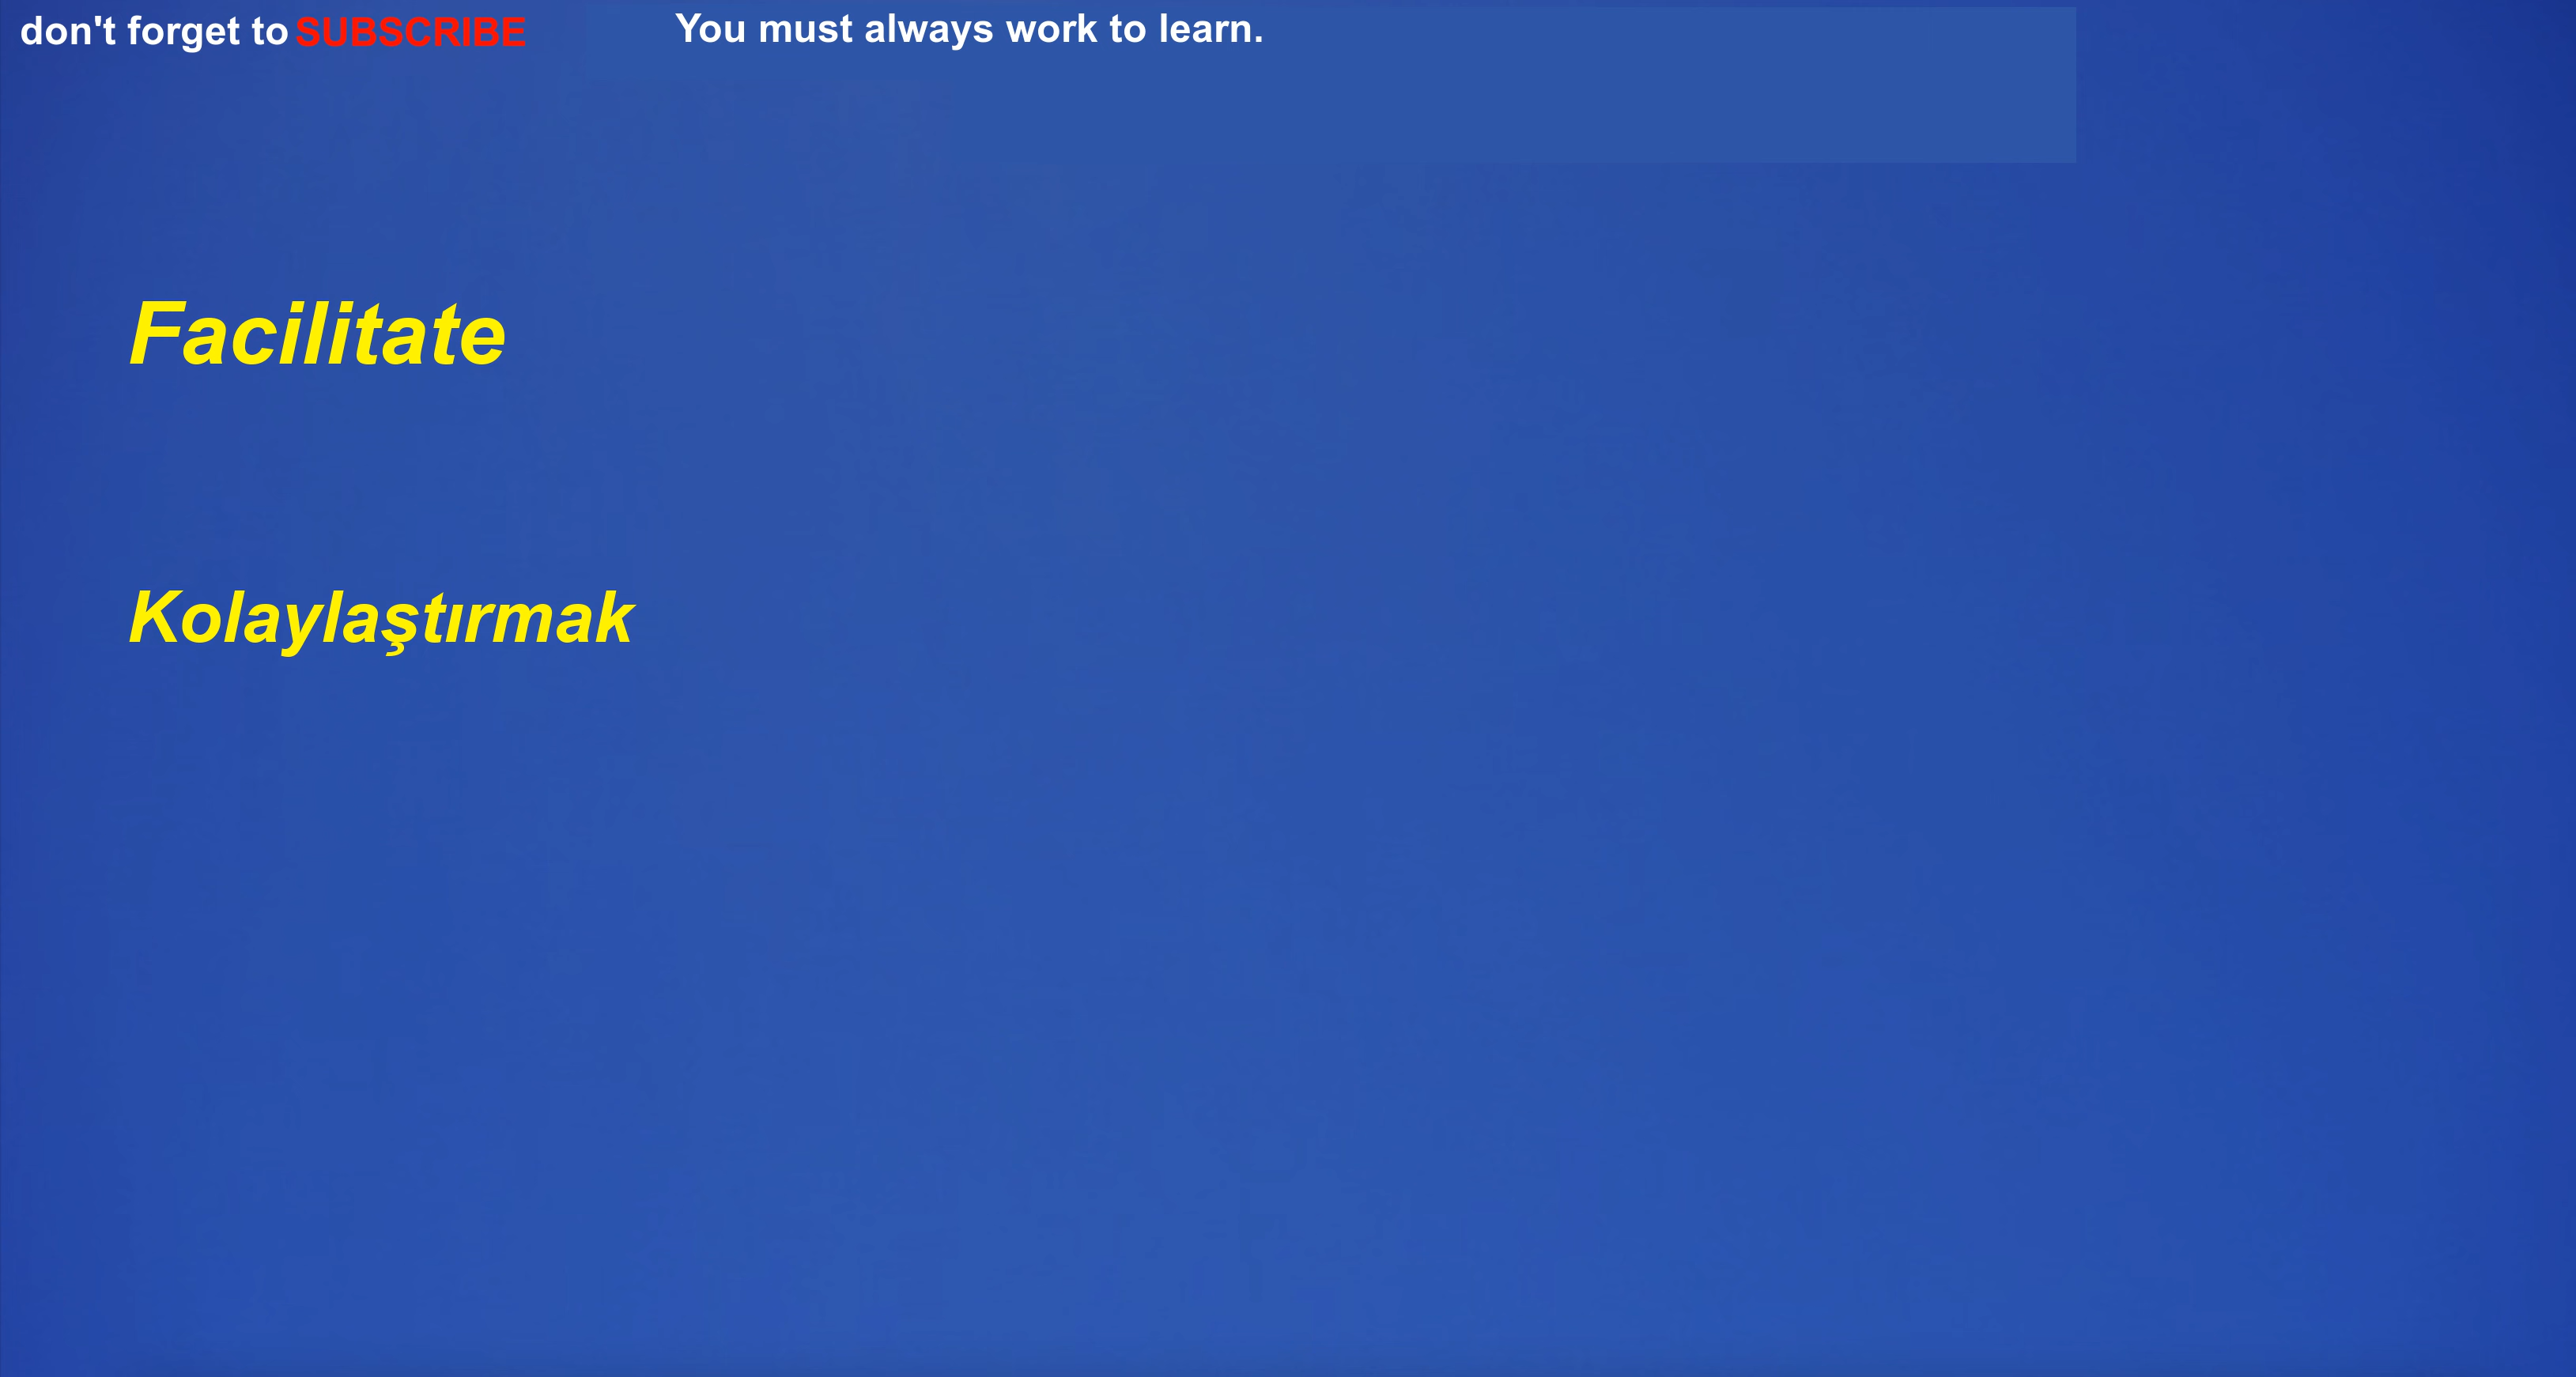 don't forget to SUBSCRIBE
You must always work to learn.
Facilitate
Kolaylaştırmak